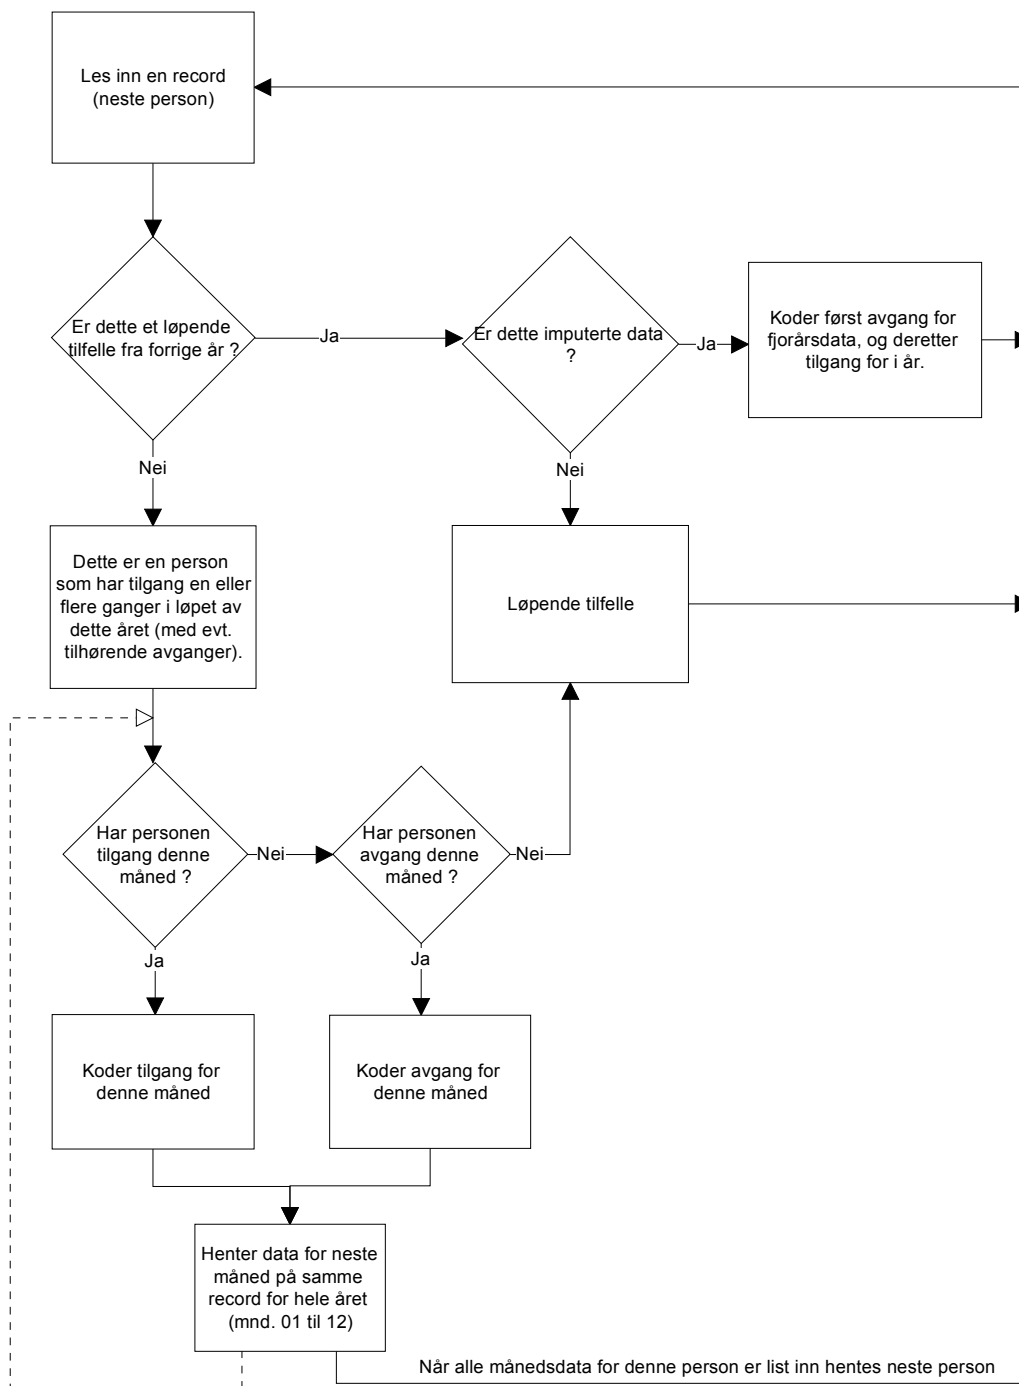 Les inn en record
(neste person)
Er dette et løpende
tilfelle fra forrige år ?
Ja
Er dette imputerte data
?
Ja
Koder først avgang for
fjorårsdata, og deretter
tilgang for i år.
Nei
Nei
Dette er en person
som har tilgang en eller
flere ganger i løpet av
dette året (med evt.
tilhørende avganger).
Løpende tilfelle
Har personen
tilgang denne
måned ?
Nei
Har personen
avgang denne
måned ?
Nei
Ja
Ja
Koder tilgang for
denne måned
Koder avgang for
denne måned
Henter data for neste
måned på samme
record for hele året
(mnd. 01 til 12)
Når alle månedsdata for denne person er list inn hentes neste person